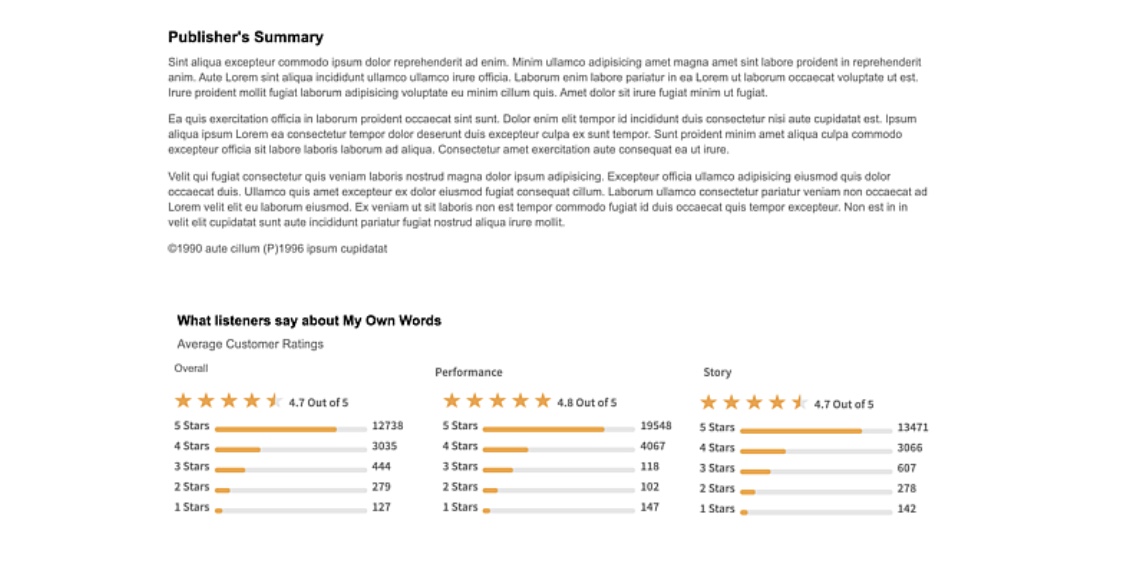 Publisher's Summary
Sint aliqua excepteur commodo ipsum dolor reprehenderit ad enim. Minim ullamco adipisicing amet magna amet sint labore proident in reprehenderit
anim. Aute Lorem sint aliqua incididunt ullamco ullamco irure officia. Laborum enim labore pariatur in ea Lorem ut laborum occaecat voluptate ut est.
Irure proident mollit fugiat laborum adipisicing voluptate eu minim cillum quis. Amet dolor sit irure fugiat minim ut fugiat.
Ea quis exercitation officia in laborum proident occaecat sint sunt. Dolor enim elit tempor id incididunt duis consectetur nisi aute cupidatat est. Ipsum
aliqua ipsum Lorem ea consectetur tempor dolor deserunt duis excepteur culpa ex sunt tempor. Sunt proident minim amet aliqua culpa commodo
excepteur officia sit labore laboris laborum ad aliqua. Consectetur amet exercitation aute consequat ea ut irure.
Velit qui fugiat consectetur quis veniam laboris nostrud magna dolor ipsum adipisicing. Excepteur officia ullamco adipisicing eiusmod quis dolor
occaecat duis. Ullamco quis amet excepteur ex dolor eiusmod fugiat consequat cillum. Laborum ullamco consectetur pariatur veniam non occaecat ad
Lorem velit elit eu laborum eiusmod. Ex veniam ut sit laboris non est tempor commodo fugiat id duis occaecat quis tempor excepteur. Non est in in
velit elit cupidatat sunt aute incididunt pariatur fugiat nostrud aliqua irure mollit.
©1990 aute cillum (P)1996 ipsum cupidatat
What listeners say about My Own Words
Average Customer Ratings
Overall
4.7 Out of 5
5 Stars 12738
4 Stars 3035
3 Stars 444
2 Stars 279
1 Stars 127
Performance
4.8 Out of 5
5 Stars 19548
4 Stars 4067
3 Stars 118
2 Stars 102
1 Stars 147
Story
4.7 Out of 5
5 Stars 13471
4 Stars 3066
3 Stars 607
2 Stars 278
1 Stars 142